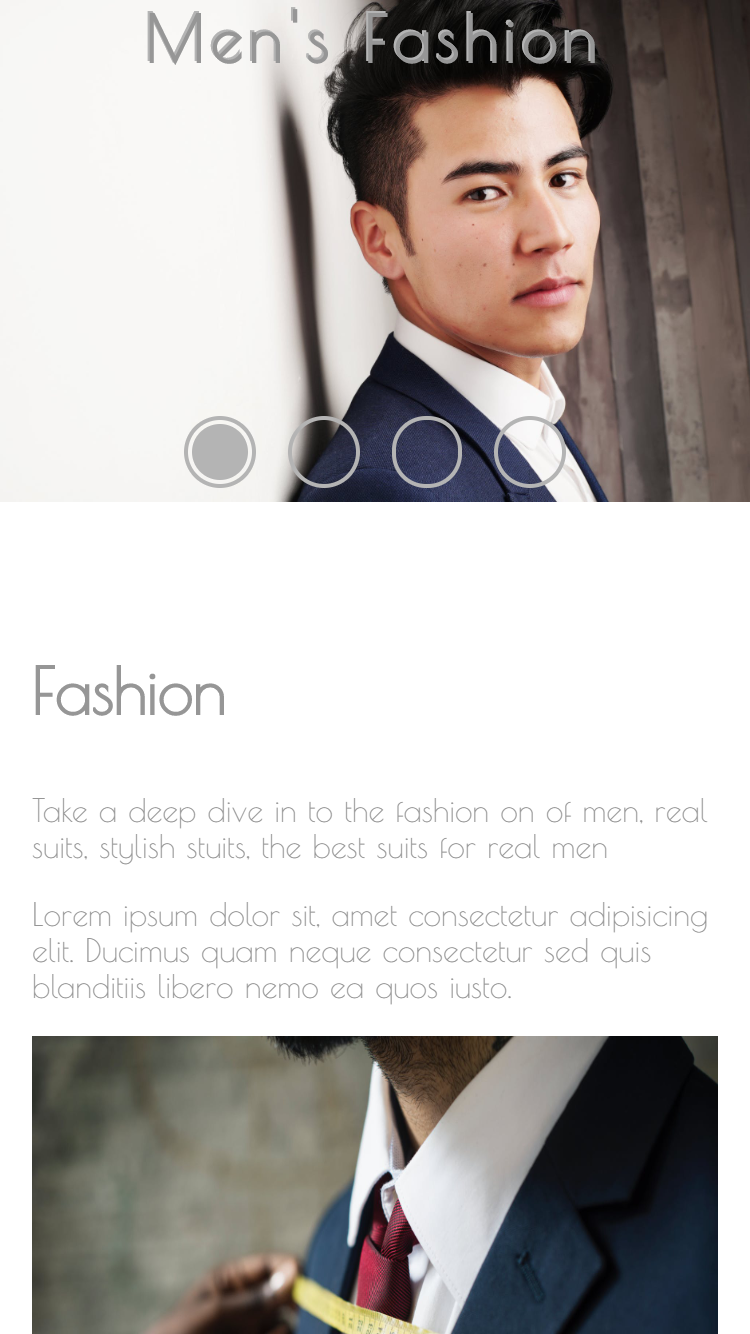 Men's Fashion
Fashion
Take a deep dive in to the fashion on of men, real
suits, stylish stuits, the best suits for real men
Lorem ipsum dolor sit, amet consectetur adipisicing
elit. Ducimus quam neque consectetur sed quis
blanditiis libero nemo ea quos iusto.